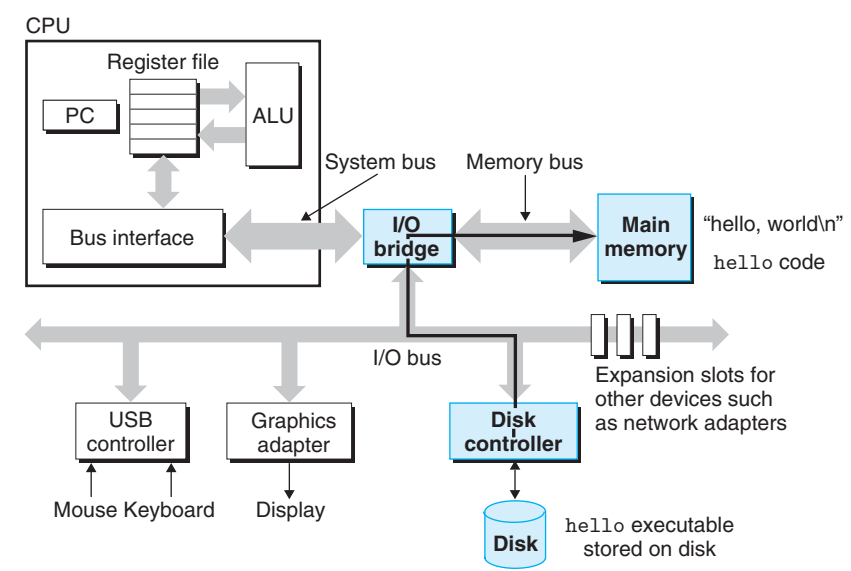 CPU
Register file
PC
ALU
System bus
Memory bus
Bus interface
I/O
bridge
Main
memory
“hello, world\n”
hello code
I/O bus
Expansion slots for
other devices such
as network adapters
USB
controller
Graphics
adapter
Disk
controller
Mouse Keyboard
Display
Disk
hello executable
stored on disk